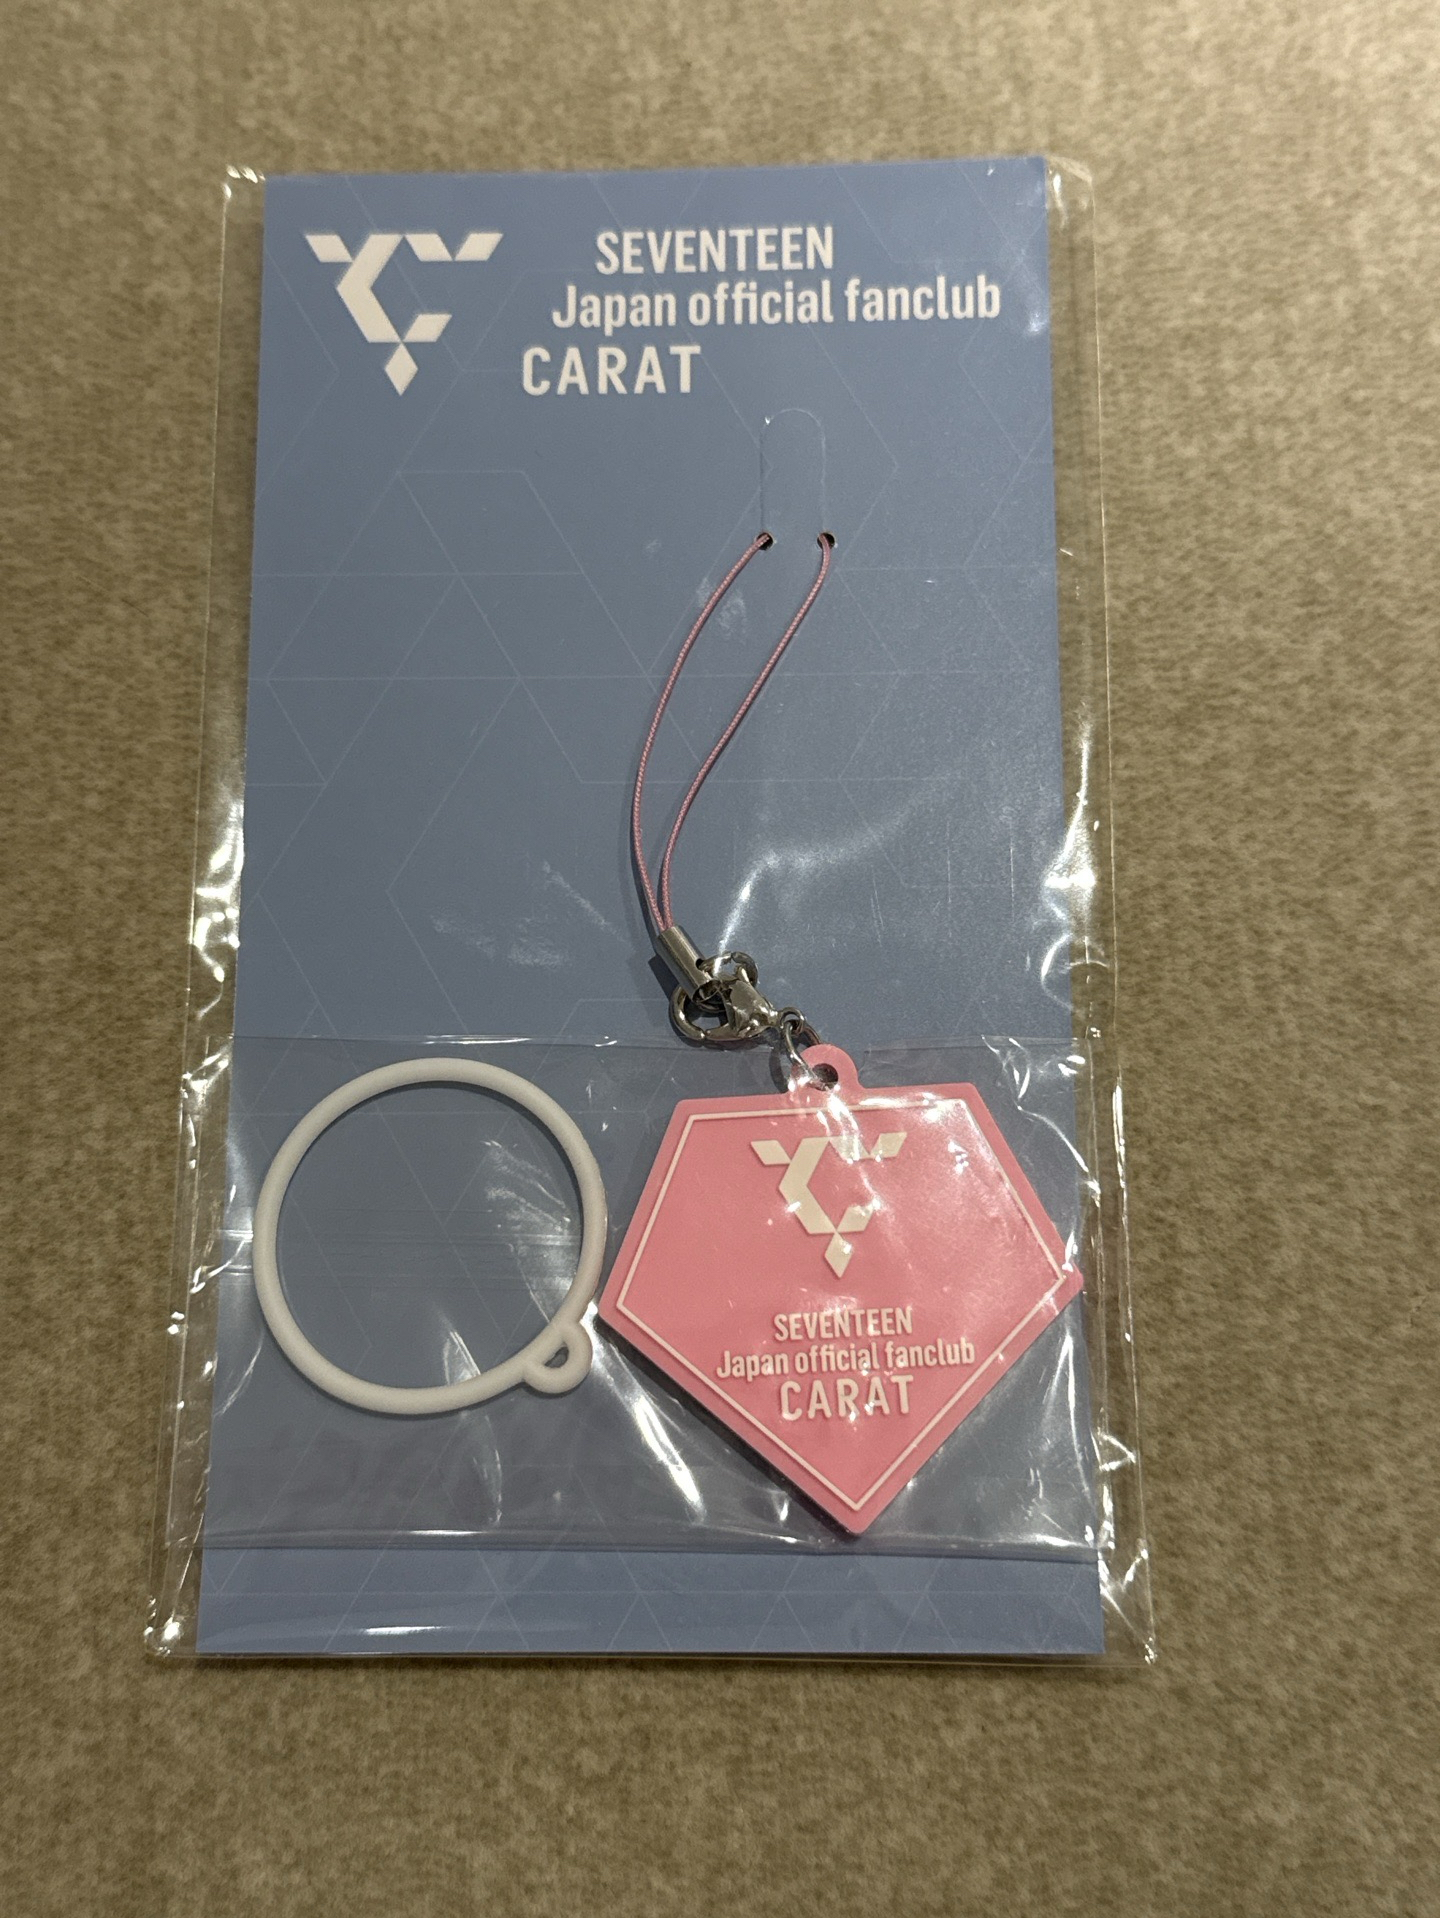 SEVENTEEN
Japan official fanclub
CARAT
SEVENTEEN
Japan official fanclub
CARAT